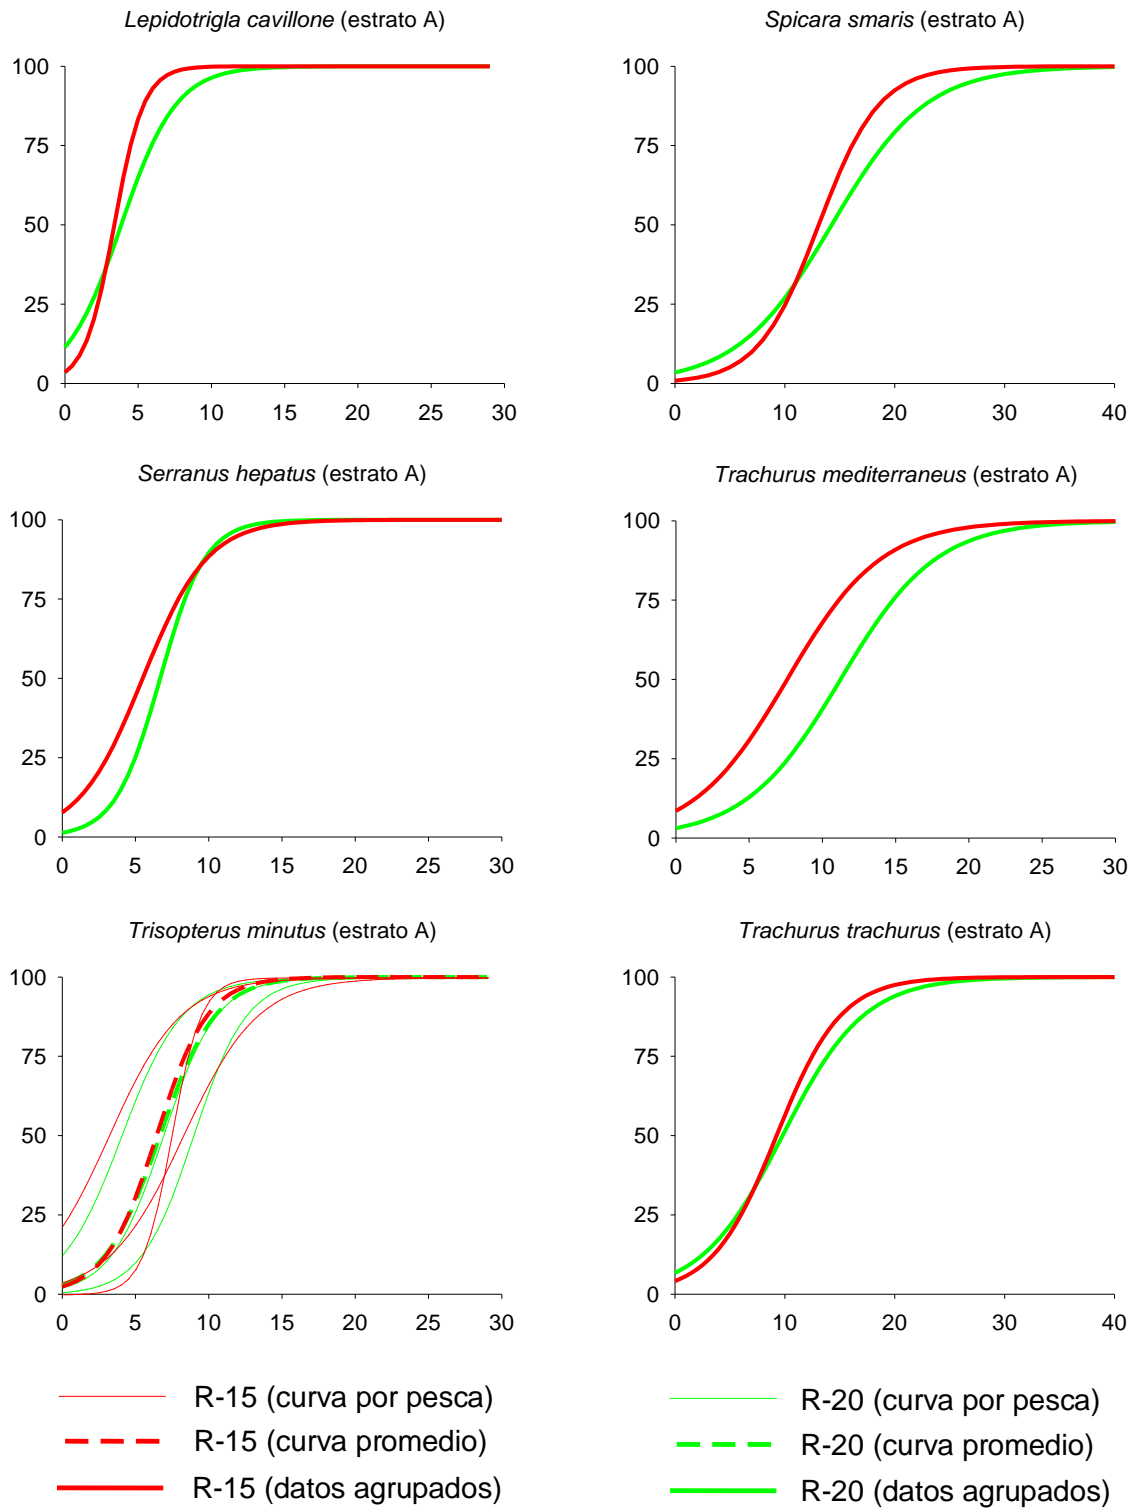 Lepidotrigla cavillone (estrato A)
100
75
50
25
0
0 5 10 15 20 25 30
Spicara smaris (estrato A)
100
75
50
25
0
0 10 20 30 40
Serranus hepatus (estrato A)
100
75
50
25
0
0 5 10 15 20 25 30
Trachurus mediterraneus (estrato A)
100
75
50
25
0
0 5 10 15 20 25 30
Trisopterus minutus (estrato A)
100
75
50
25
0
0 5 10 15 20 25 30
Trachurus trachurus (estrato A)
100
75
50
25
0
0 10 20 30 40
R-15 (curva por pesca)
R-15 (curva promedio)
R-15 (datos agrupados)
R-20 (curva por pesca)
R-20 (curva promedio)
R-20 (datos agrupados)